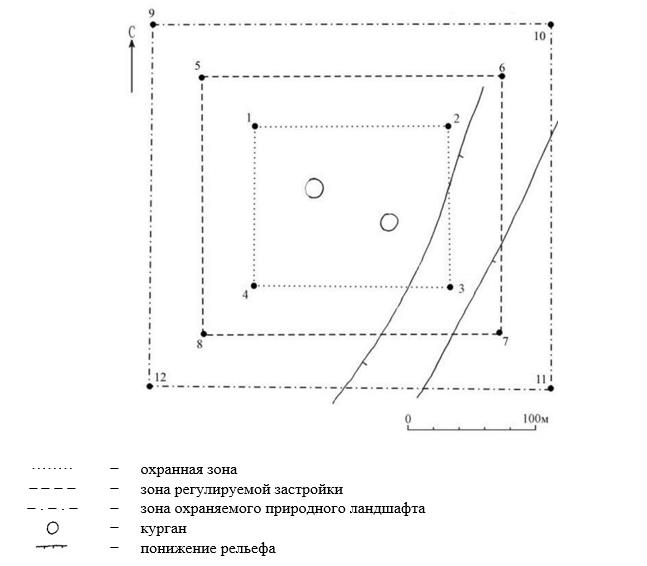 9
10
С
5
6
1
2
4
3
8
7
12
11
0 100м
– охранная зона
– зона регулируемой застройки
– зона охраняемого природного ландшафта
– курган
– понижение рельефа